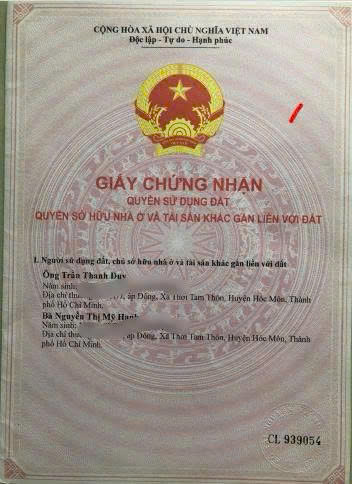 CỘNG HÒA XÃ HỘI CHỦ NGHĨA VIỆT NAM
Độc lập - Tự do - Hạnh phúc
GIẤY CHỨNG NHẬN
QUYỀN SỬ DỤNG ĐẤT
QUYỀN SỞ HỮU NHÀ Ở VÀ TÀI SẢN KHÁC GẮN LIỀN VỚI ĐẤT
I. Người sử dụng đất, chủ sở hữu nhà ở và tài sản khác gắn liền với đất
Ông Trần Thanh Duy
Năm sinh:
Địa chỉ ấp Đông, Xã Thới Tam Thôn, Huyện Hóc Môn, Thành
phố Hồ Chí Minh.
Bà Nguyễn Thị Mỹ Hạnh
Năm sinh:
Địa chỉ ấp Đông, Xã Thới Tam Thôn, Huyện Hóc Môn, Thành
phố Hồ Chí Minh.
CL 939054